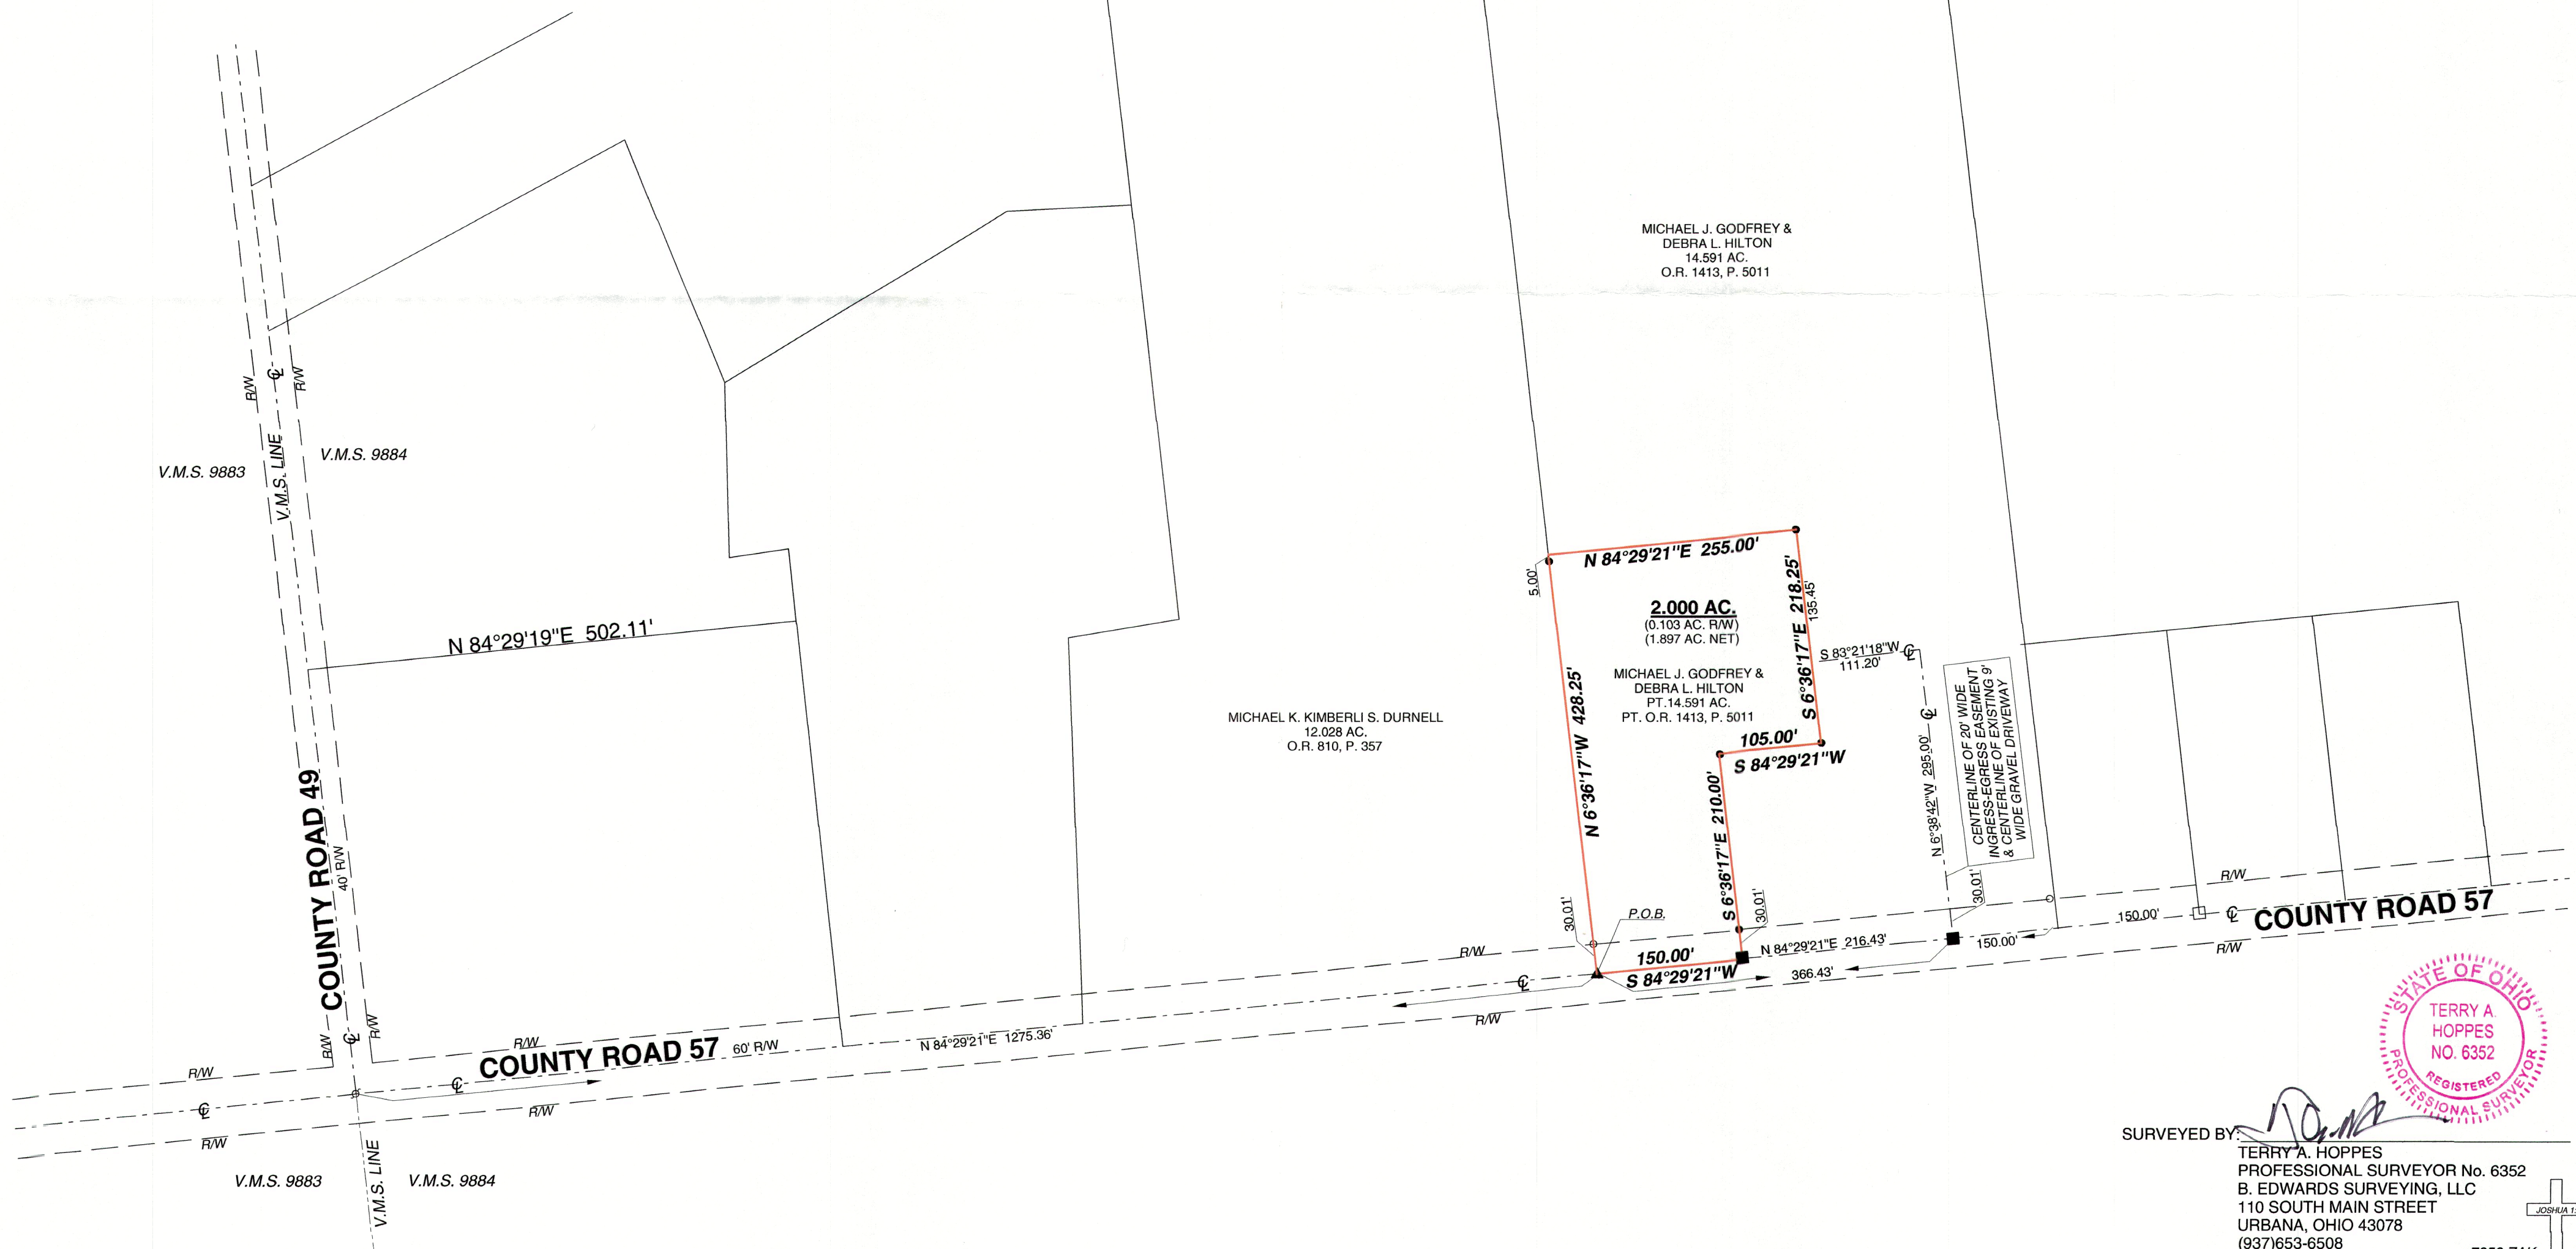 MICHAEL J. GODFREY &
DEBRA L. HILTON
14.591 AC.
O.R. 1413, P. 5011
R/W
℄
R/W
V.M.S. LINE
V.M.S. 9883
V.M.S. 9884
N 84°29'21"E 255.00'
5.00'
2.000 AC.
(0.103 AC. R/W)
(1.897 AC. NET)
S 6°36'17"E 218.25'
135.45'
N 84°29'19"E 502.11'
S 83°21'18"W
111.20'
℄
MICHAEL J. GODFREY &
DEBRA L. HILTON
PT.14.591 AC.
PT. O.R. 1413, P. 5011
N 6°36'17"W 428.25'
MICHAEL K. KIMBERLI S. DURNELL
12.028 AC.
O.R. 810, P. 357
105.00'
S 84°29'21"W
S 6°36'17"E 210.00'
℄
N 6°38'42"W 295.00'
CENTERLINE OF 20' WIDE
INGRESS-EGRESS EASEMENT
& CENTERLINE OF EXISTING 9'
WIDE GRAVEL DRIVEWAY
COUNTY ROAD 49
40' R/W
30.01'
P.O.B.
30.01'
30.01'
R/W
150.00'
℄
COUNTY ROAD 57
R/W
R/W
150.00'
S 84°29'21"W
N 84°29'21"E 216.43'
150.00'
366.43'
℄
R/W
R/W
℄
R/W
R/W
COUNTY ROAD 57
60' R/W
N 84°29'21"E 1275.36'
R/W
℄
℄
R/W
R/W
V.M.S. 9883
V.M.S. LINE
V.M.S. 9884
STATE OF OHIO
TERRY A.
HOPPES
NO. 6352
REGISTERED
PROFESSIONAL SURVEYOR
SURVEYED BY:
TERRY A. HOPPES
PROFESSIONAL SURVEYOR No. 6352
B. EDWARDS SURVEYING, LLC
110 SOUTH MAIN STREET
URBANA, OHIO 43078
(937)653-6508
JOSHUA